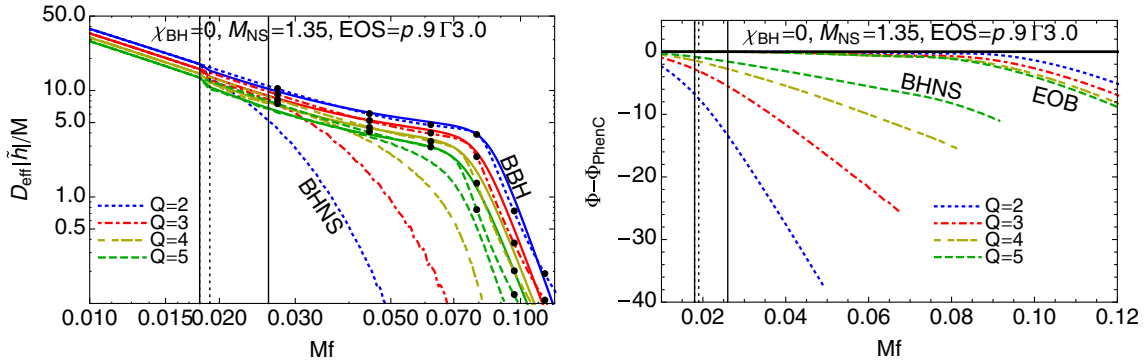 χBH=0, MNS=1.35, EOS=p.9Γ3.0
Deff|h̃|/M
10.0
5.0
1.0
0.5
BHNS
BBH
Q=2
Q=3
Q=4
Q=5
0.010 0.015 0.020 0.030 0.050 0.070 0.100
Mf
χBH=0, MNS=1.35, EOS=p.9Γ3.0
Φ−ΦPhenC
0
−10
−20
−30
−40
BHNS
EOB
Q=2
Q=3
Q=4
Q=5
0.02 0.04 0.06 0.08 0.10 0.12
Mf